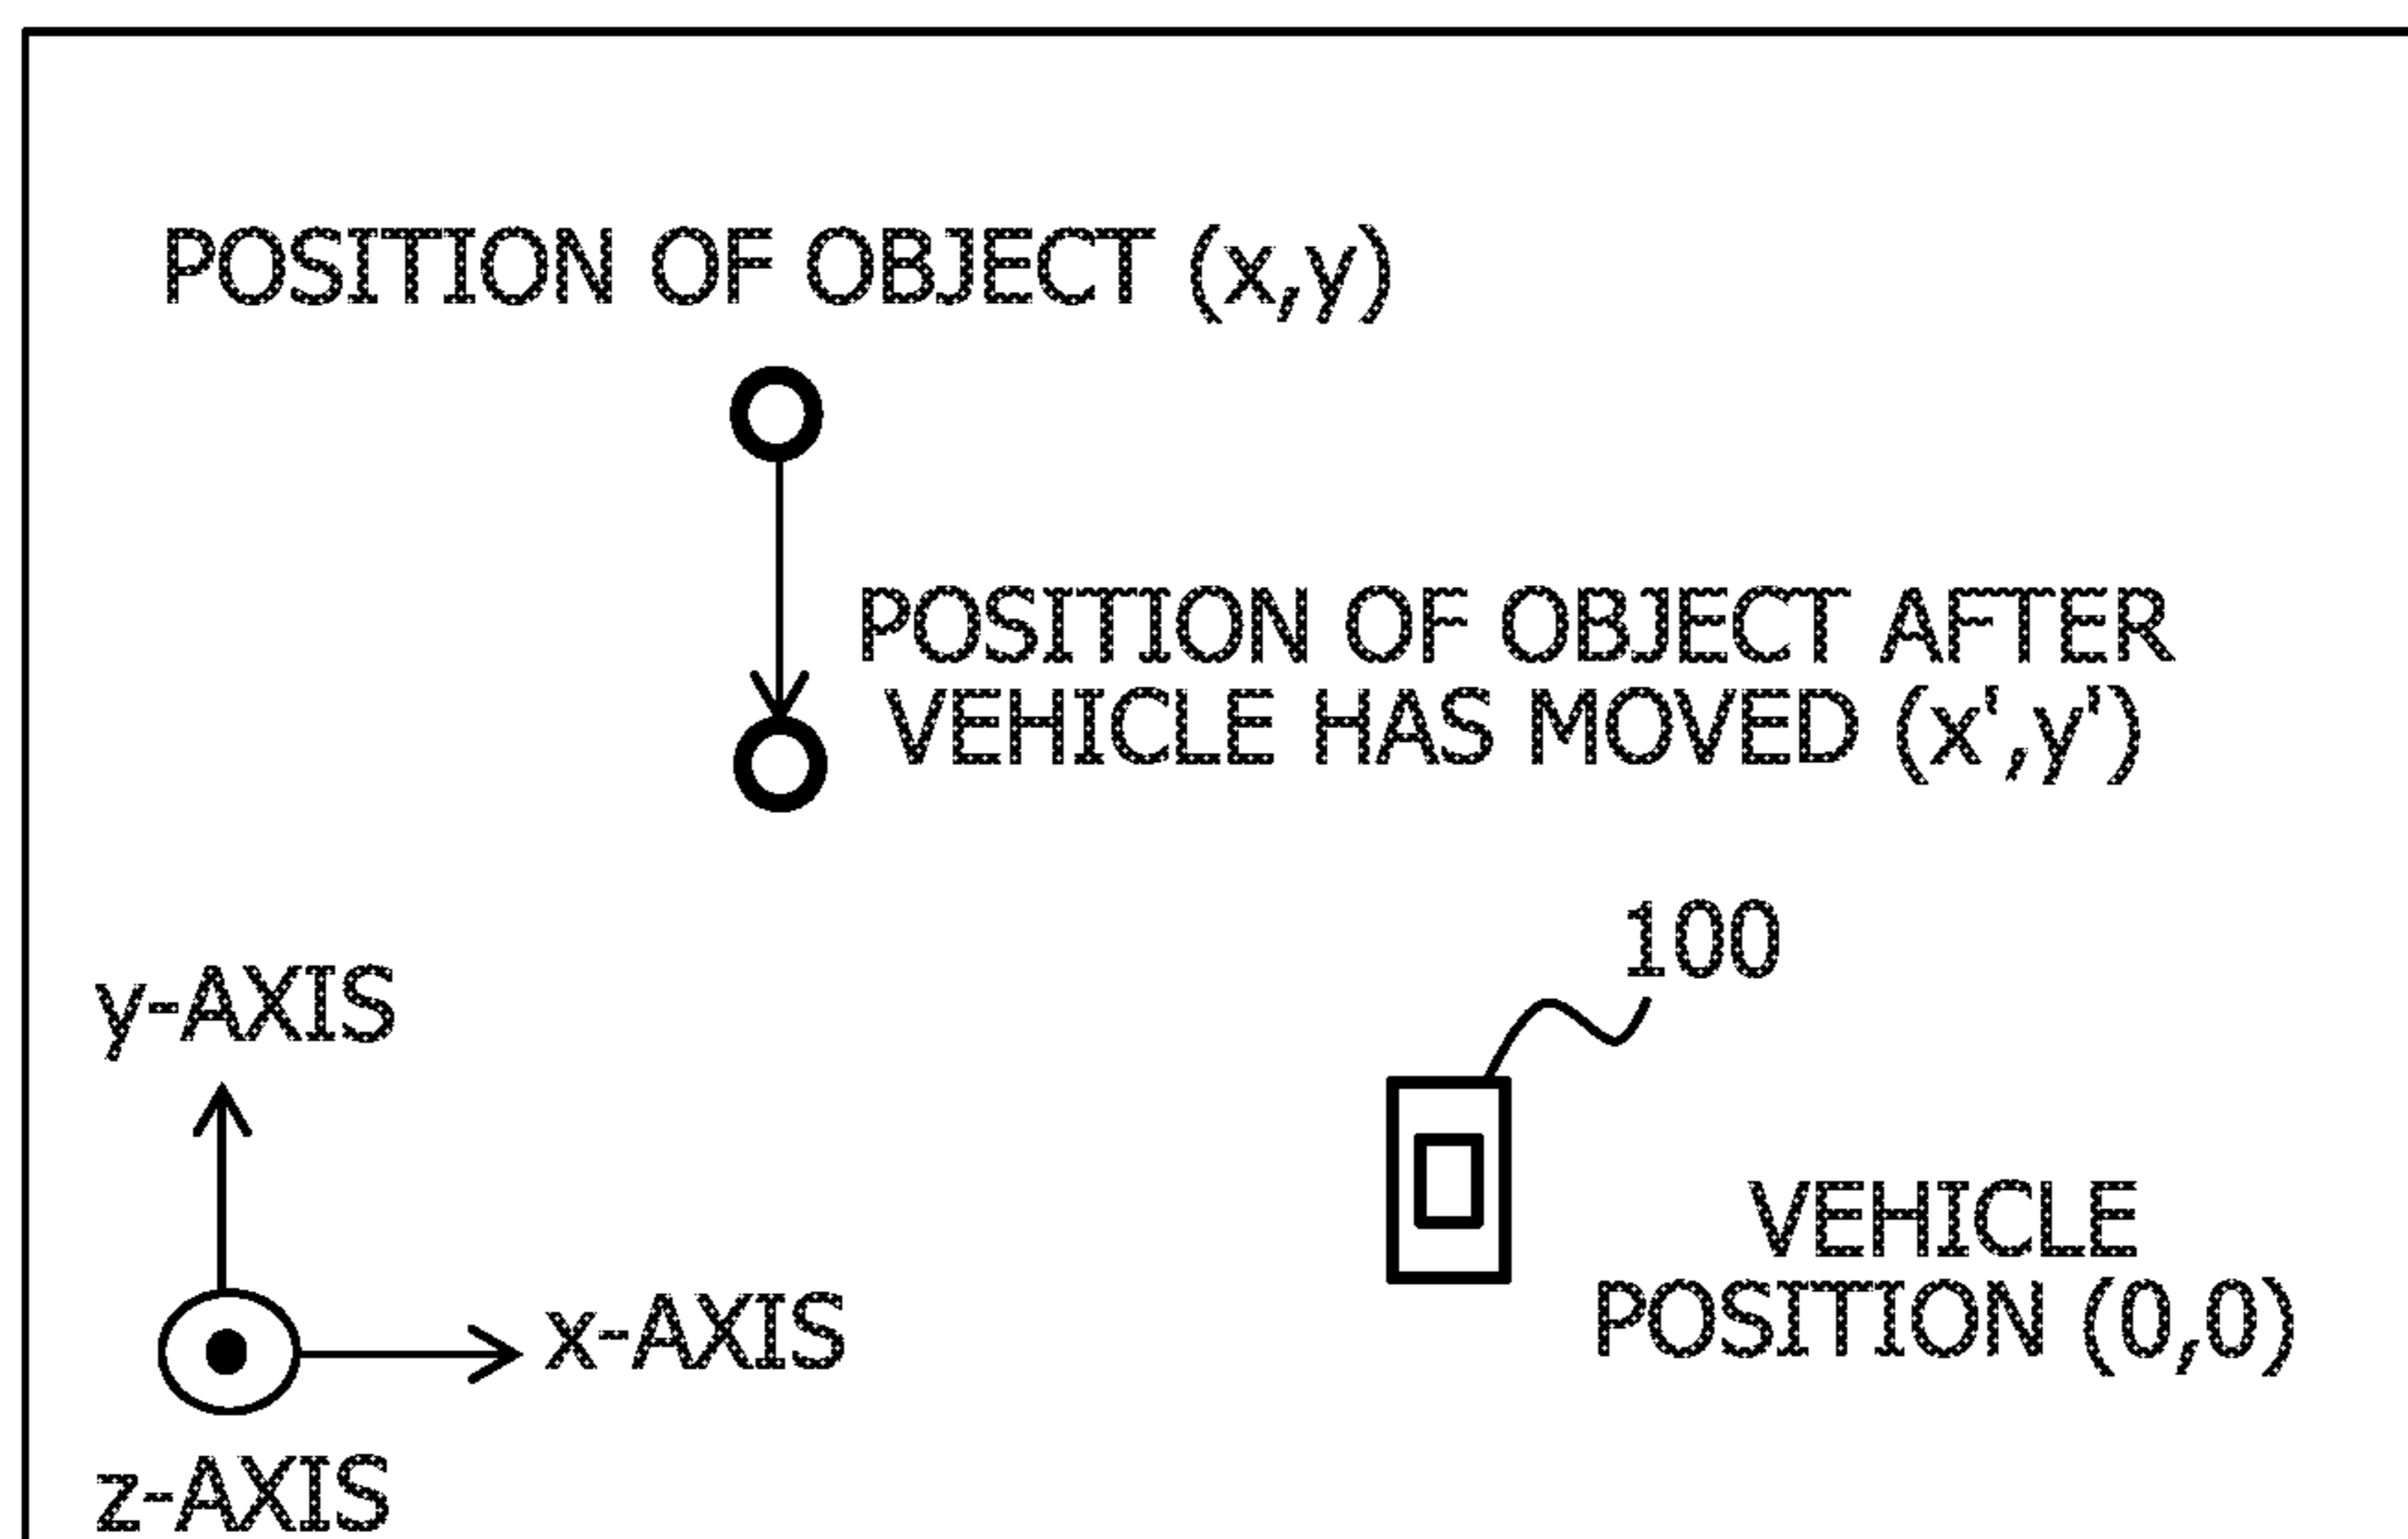 POSITION OF OBJECT (x,y)
POSITION OF OBJECT AFTER
VEHICLE HAS MOVED (x',y')
100
y-AXIS
VEHICLE
POSITION (0,0)
x-AXIS
z-AXIS